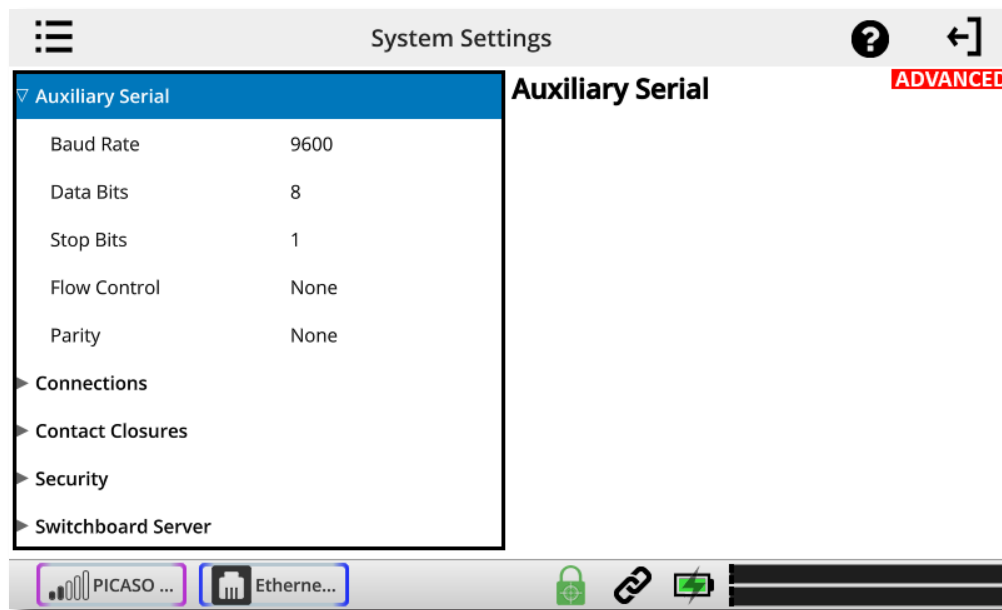 System Settings
?
Auxiliary Serial
Baud Rate 9600
Data Bits 8
Stop Bits 1
Flow Control None
Parity None
Connections
Contact Closures
Security
Switchboard Server
Auxiliary Serial
ADVANCED
PICASO ...
Etherne...